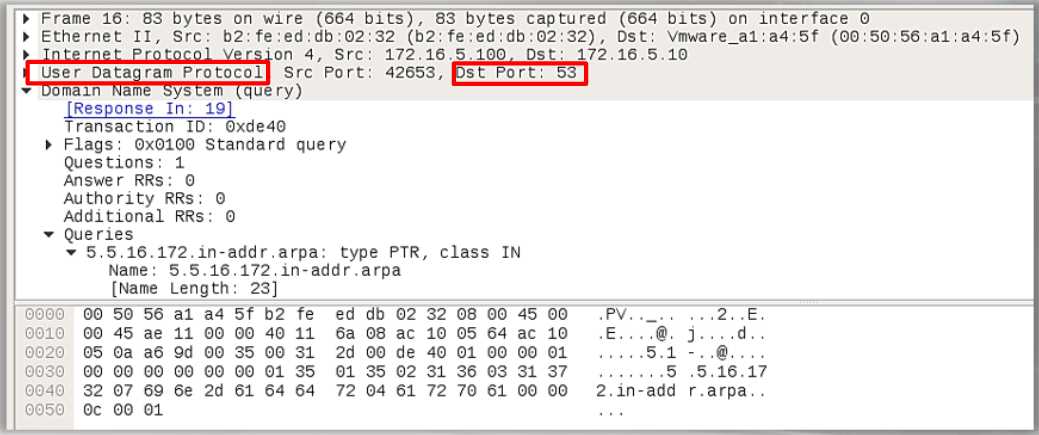 Frame 16: 83 bytes on wire (664 bits), 83 bytes captured (664 bits) on interface 0
Ethernet II, Src: b2:fe:ed:db:02:32 (b2:fe:ed:db:02:32), Dst: Vmware_a1:a4:5f (00:50:56:a1:a4:5f)
Internet Protocol Version 4, Src: 172.16.5.100, Dst: 172.16.5.10
User Datagram Protocol, Src Port: 42653, Dst Port: 53
Domain Name System (query)
[Response In: 19]
Transaction ID: 0xde40
Flags: 0x0100 Standard query
Questions: 1
Answer RRs: 0
Authority RRs: 0
Additional RRs: 0
Queries
5.5.16.172.in-addr.arpa: type PTR, class IN
Name: 5.5.16.172.in-addr.arpa
[Name Length: 23]
0000 00 50 56 a1 a4 5f b2 fe ed db 02 32 08 00 45 00 .PV.._.. ...2..E.
0010 00 45 ae 11 00 00 40 11 6a 08 ac 10 05 64 ac 10 .E....@. j....d..
0020 05 0a a6 9d 00 35 00 31 2d 00 de 40 01 00 00 01 .....5.1 -..@....
0030 00 00 00 00 00 00 01 35 01 35 02 31 36 03 31 37 .......5 .5.16.17
0040 32 07 69 6e 2d 61 64 64 72 04 61 72 70 61 00 00 2.in-add r.arpa..
0050 0c 00 01 ...